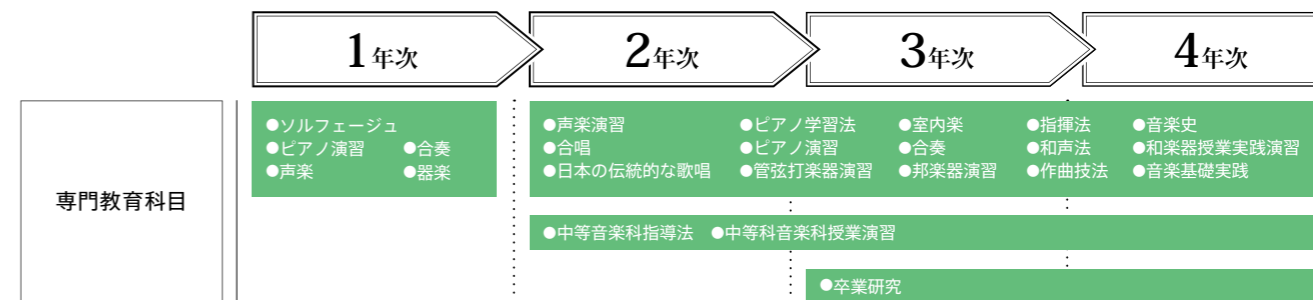 1年次 2年次 3年次 4年次
専門教育科目
●ソルフェージュ
●ピアノ演習 ●合奏
●声楽 ●器楽
●声楽演習 ●ピアノ学習法 ●室内楽 ●指揮法 ●音楽史
●合唱 ●ピアノ演習 ●合奏 ●和声法 ●和楽器授業実践演習
●日本の伝統的な歌唱 ●管弦打楽器演習 ●邦楽器演習 ●作曲技法 ●音楽基礎実践
●中等音楽科指導法 ●中等科音楽科授業演習
●卒業研究